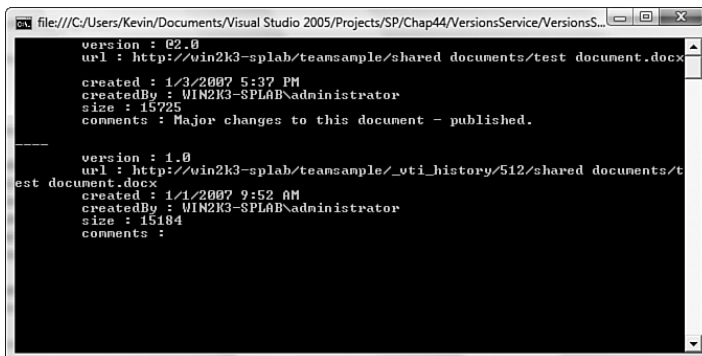 file:///C:/Users/Kevin/Documents/Visual Studio 2005/Projects/SP/Chap44/VersionsService/VersionsS...
version : @2.0
url : http://win2k3-splab/teamsample/shared documents/test document.docx
created : 1/3/2007 5:37 PM
createdBy : WIN2K3-SPLAB\administrator
size : 15725
comments : Major changes to this document - published.
----
version : 1.0
url : http://win2k3-splab/teamsample/_vti_history/512/shared documents/t
est document.docx
created : 1/1/2007 9:52 AM
createdBy : WIN2K3-SPLAB\administrator
size : 15184
comments :